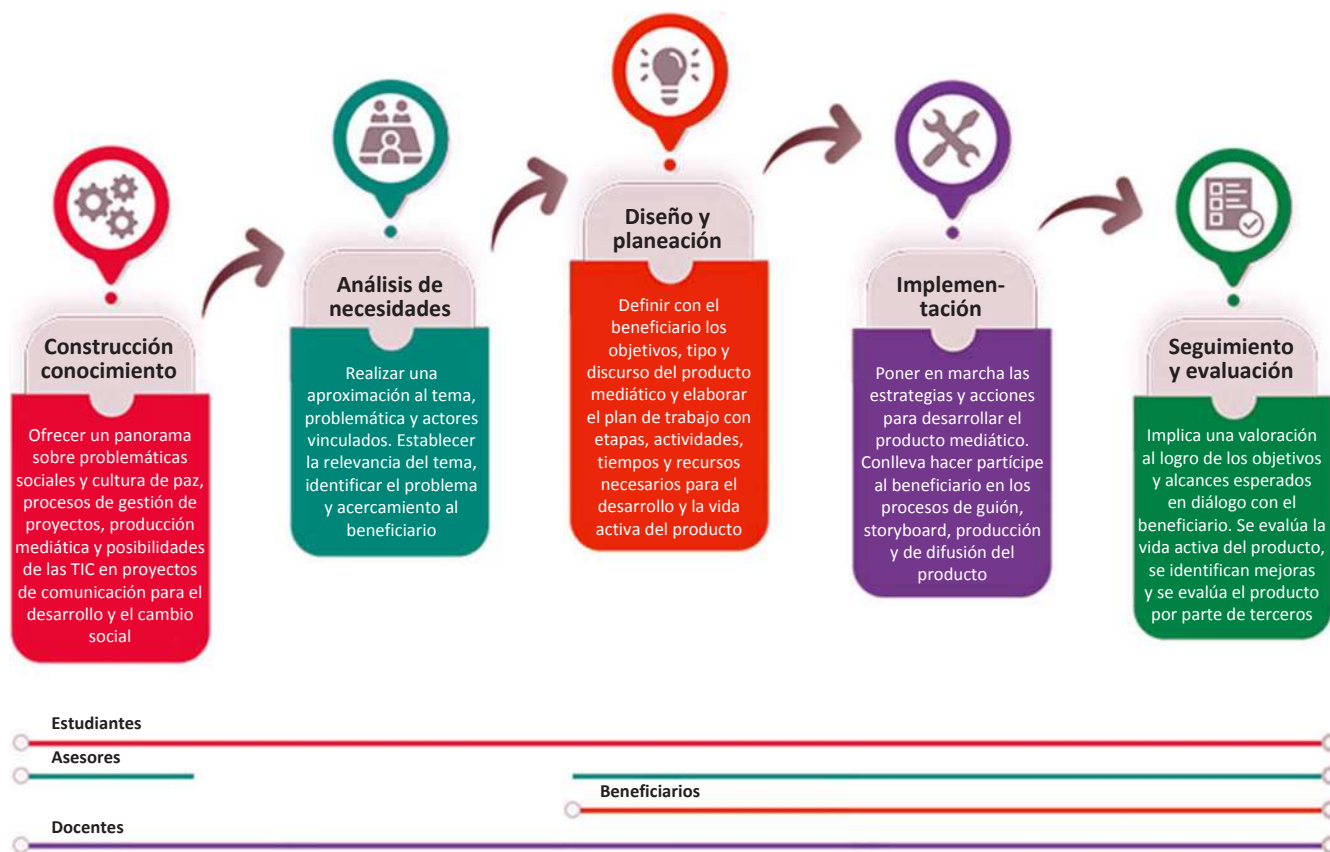 Construcción
conocimiento
Ofrecer un panorama
sobre problemáticas
sociales y cultura de paz,
procesos de gestión de
proyectos, producción
mediática y posibilidades
de las TIC en proyectos
de comunicación para el
desarrollo y el cambio
social
Análisis de
necesidades
Realizar una
aproximación al tema,
problemática y actores
vinculados. Establecer
la relevancia del tema,
identificar el problema
y acercamiento al
beneficiario
Diseño y
planeación
Definir con el
beneficiario los
objetivos, tipo y
discurso del producto
mediático y elaborar
el plan de trabajo con
etapas, actividades,
tiempos y recursos
necesarios para el
desarrollo y la vida
activa del producto
Implemen-
tación
Poner en marcha las
estrategias y acciones
para desarrollar el
producto mediático.
Conlleva hacer partícipe
al beneficiario en los
procesos de guión,
storyboard, producción
y de difusión del
producto
Seguimiento
y evaluación
Implica una valoración
al logro de los objetivos
y alcances esperados
en diálogo con el
beneficiario. Se evalúa la
vida activa del producto,
se identifican mejoras
y se evalúa el producto
por parte de terceros
Estudiantes
Asesores
Beneficiarios
Docentes